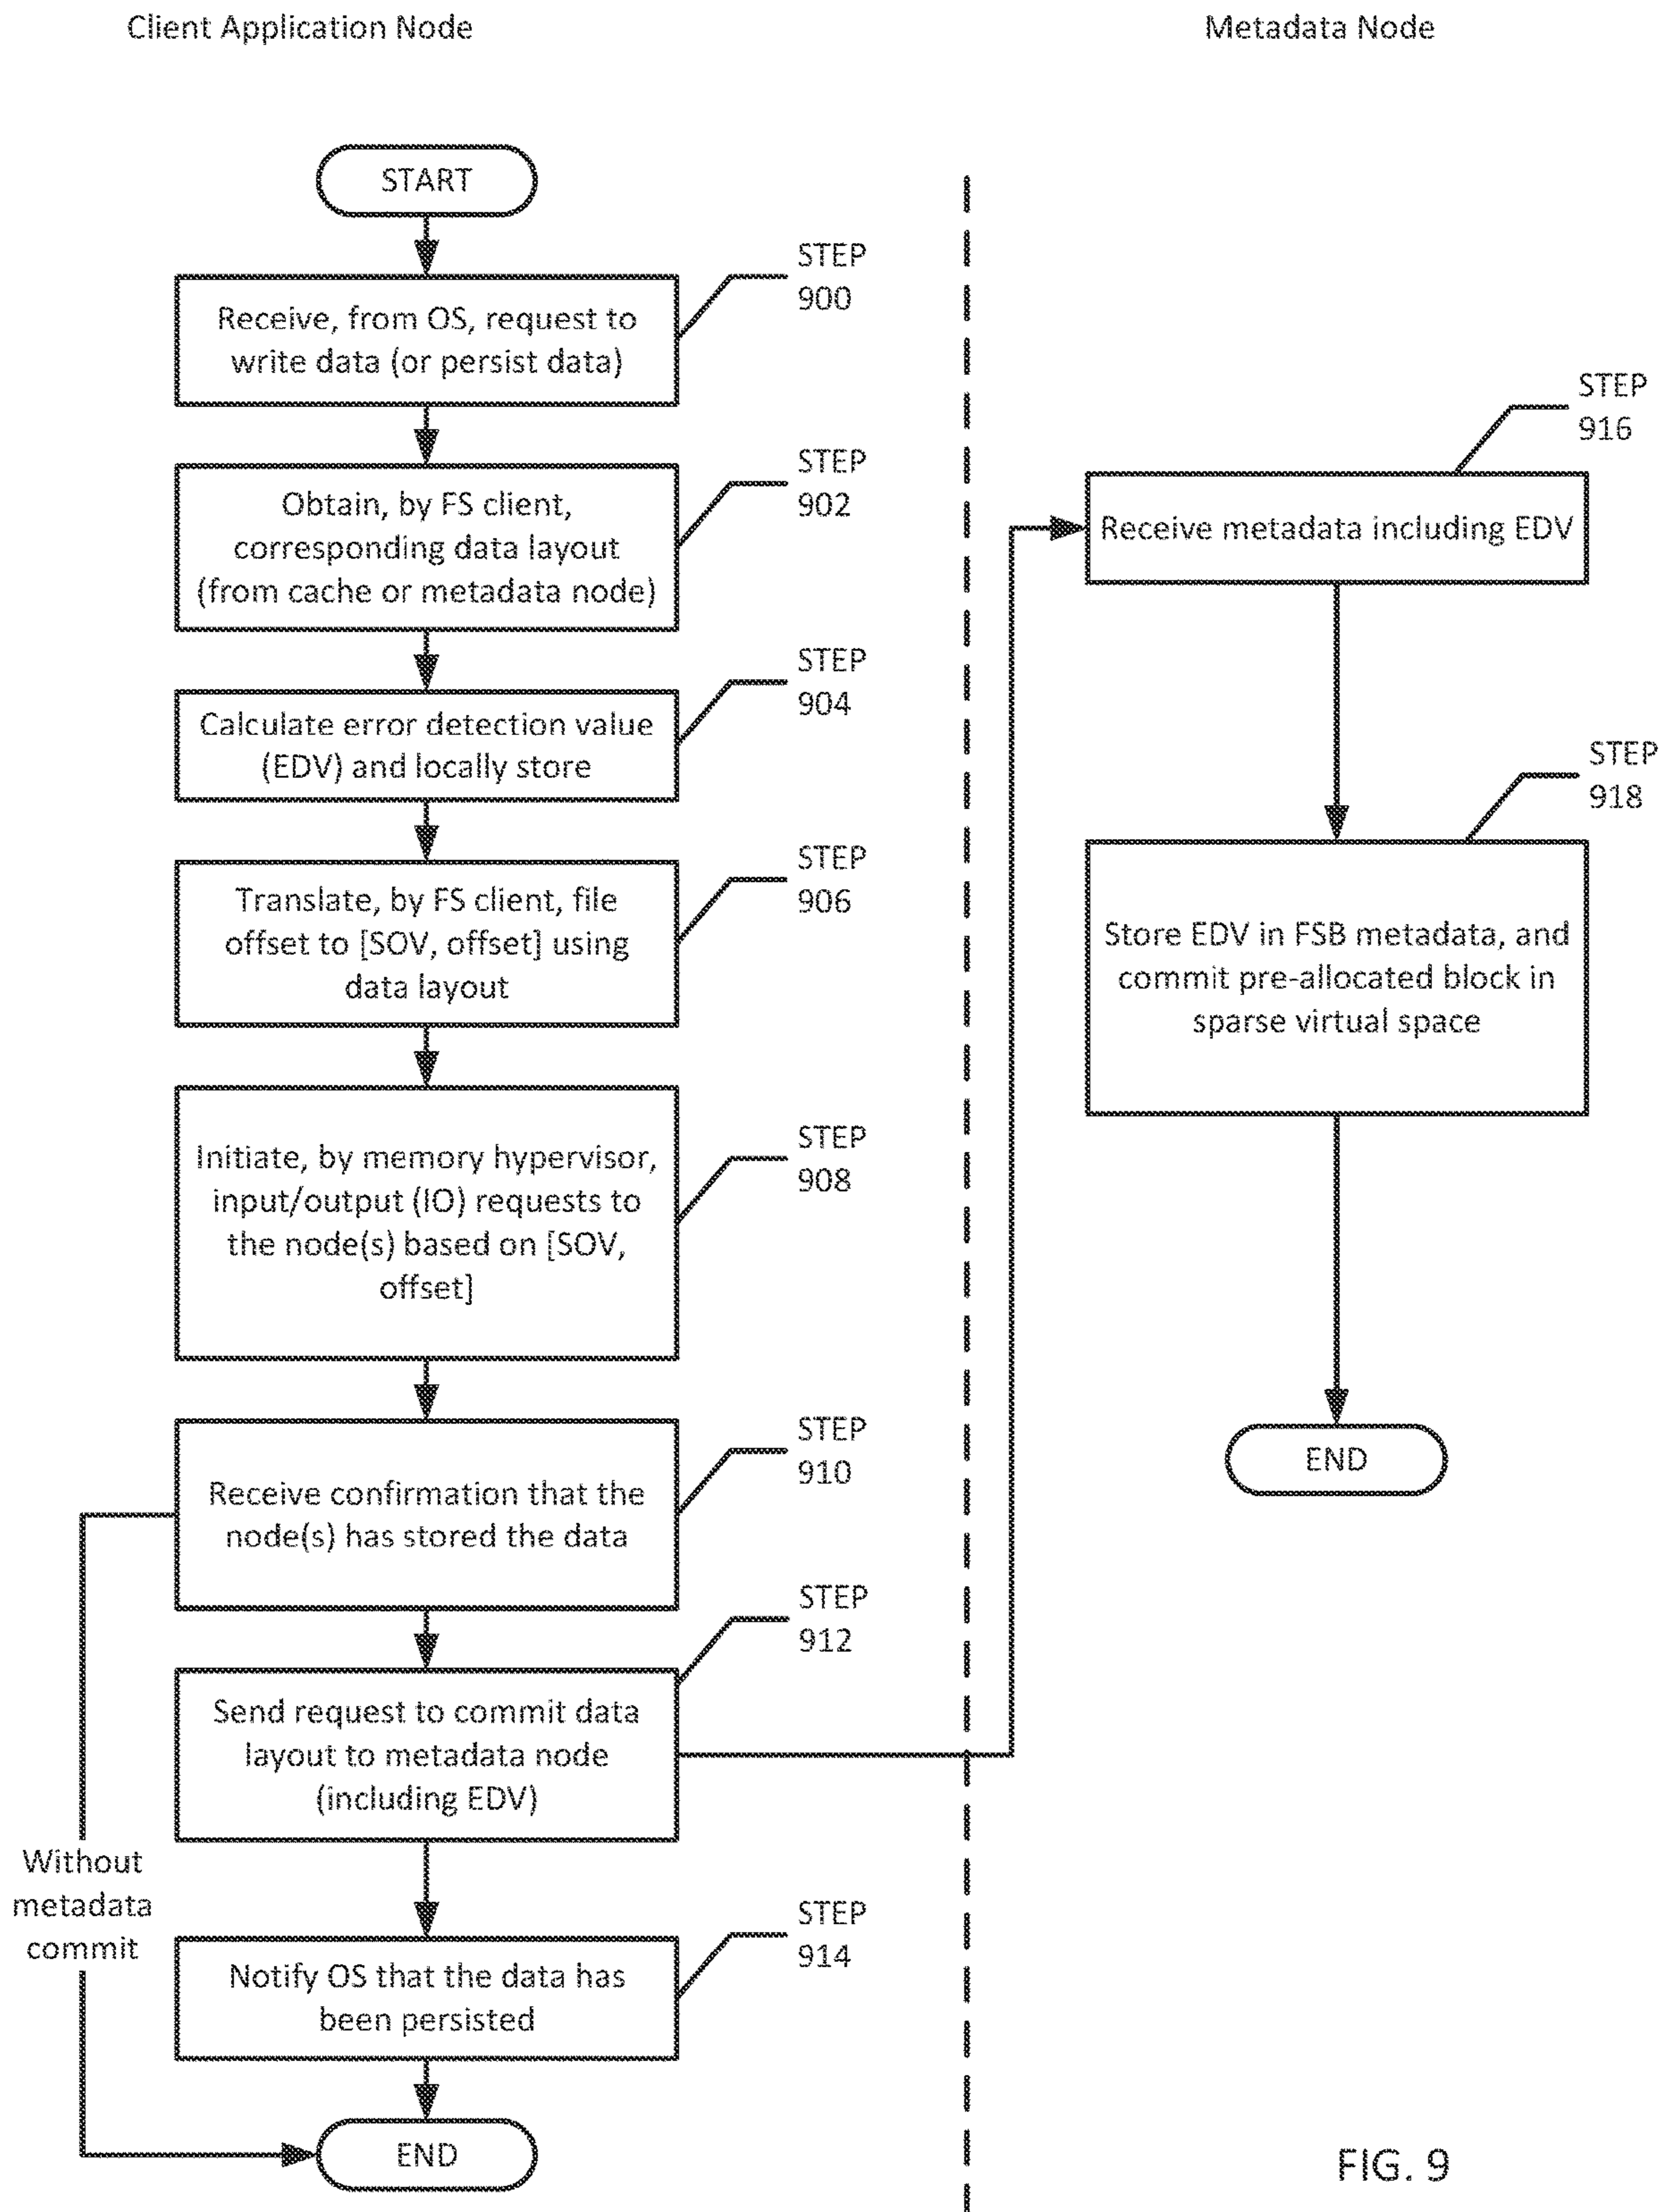 Client Application Node
Metadata Node
START
STEP
900
Receive, from OS, request to
write data (or persist data)
STEP
902
Obtain, by FS client,
corresponding data layout
(from cache or metadata node)
STEP
904
Calculate error detection value
(EDV) and locally store
STEP
906
Translate, by FS client, file
offset to [SOV, offset] using
data layout
STEP
908
Initiate, by memory hypervisor,
input/output (IO) requests to
the node(s) based on [SOV,
offset]
STEP
910
Receive confirmation that the
node(s) has stored the data
STEP
912
Send request to commit data
layout to metadata node
(including EDV)
Without
metadata
commit
STEP
914
Notify OS that the data has
been persisted
END
STEP
916
Receive metadata including EDV
STEP
918
Store EDV in FSB metadata, and
commit pre-allocated block in
sparse virtual space
END
FIG. 9